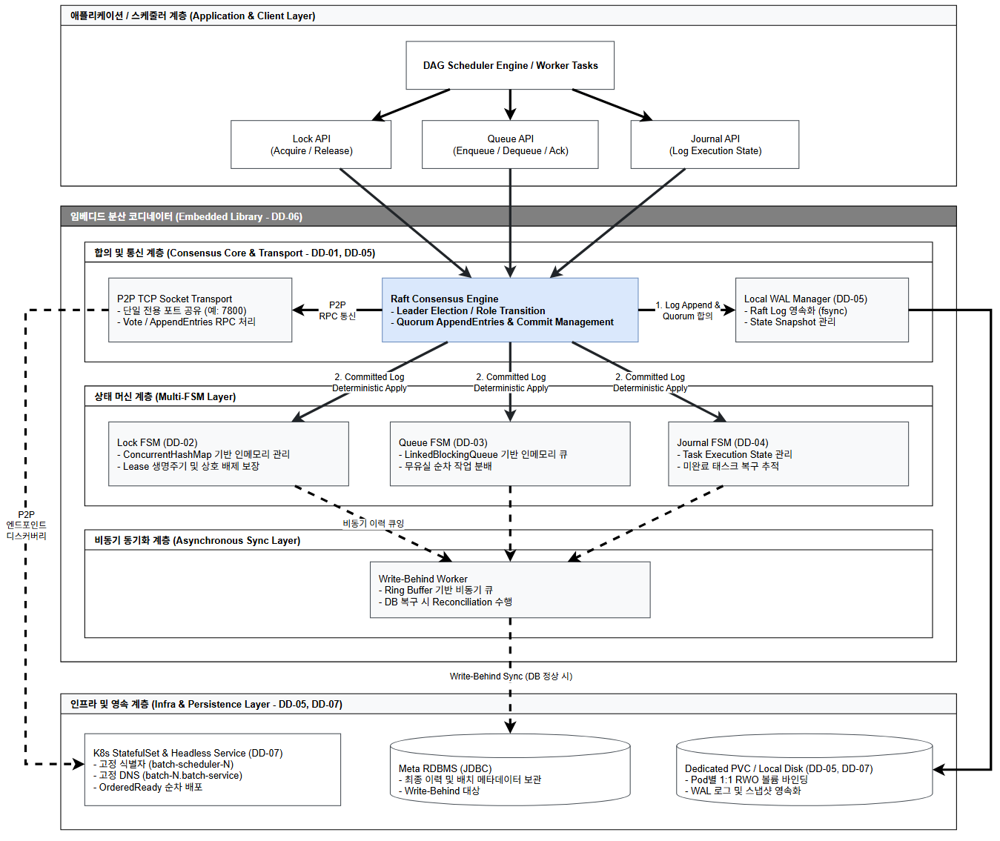 애플리케이션 / 스케줄러 계층 (Application & Client Layer)
DAG Scheduler Engine / Worker Tasks
Lock API
(Acquire / Release)
Queue API
(Enqueue / Dequeue / Ack)
Journal API
(Log Execution State)
임베디드 분산 코디네이터 (Embedded Library - DD-06)
합의 및 통신 계층 (Consensus Core & Transport - DD-01, DD-05)
P2P TCP Socket Transport
- 단일 전용 포트 공유 (예: 7800)
- Vote / AppendEntries RPC 처리
P2P
RPC 통신
Raft Consensus Engine
- Leader Election / Role Transition
- Quorum AppendEntries & Commit Management
1. Log Append &
Quorum 합의
Local WAL Manager (DD-05)
- Raft Log 영속화 (fsync)
- State Snapshot 관리
2. Committed Log
Deterministic Apply
2. Committed Log
Deterministic Apply
2. Committed Log
Deterministic Apply
상태 머신 계층 (Multi-FSM Layer)
Lock FSM (DD-02)
- ConcurrentHashMap 기반 인메모리 관리
- Lease 생명주기 및 상호 배제 보장
Queue FSM (DD-03)
- LinkedBlockingQueue 기반 인메모리 큐
- 무유실 순차 작업 분배
Journal FSM (DD-04)
- Task Execution State 관리
- 미완료 태스크 복구 추적
P2P
엔드포인트
디스커버리
비동기 이력 큐잉
비동기 동기화 계층 (Asynchronous Sync Layer)
Write-Behind Worker
- Ring Buffer 기반 비동기 큐
- DB 복구 시 Reconciliation 수행
Write-Behind Sync (DB 정상 시)
인프라 및 영속 계층 (Infra & Persistence Layer - DD-05, DD-07)
K8s StatefulSet & Headless Service (DD-07)
- 고정 식별자 (batch-scheduler-N)
- 고정 DNS (batch-N.batch-service)
- OrderedReady 순차 배포
Meta RDBMS (JDBC)
- 최종 이력 및 배치 메타데이터 보관
- Write-Behind 대상
Dedicated PVC / Local Disk (DD-05, DD-07)
- Pod별 1:1 RWO 볼륨 바인딩
- WAL 로그 및 스냅샷 영속화